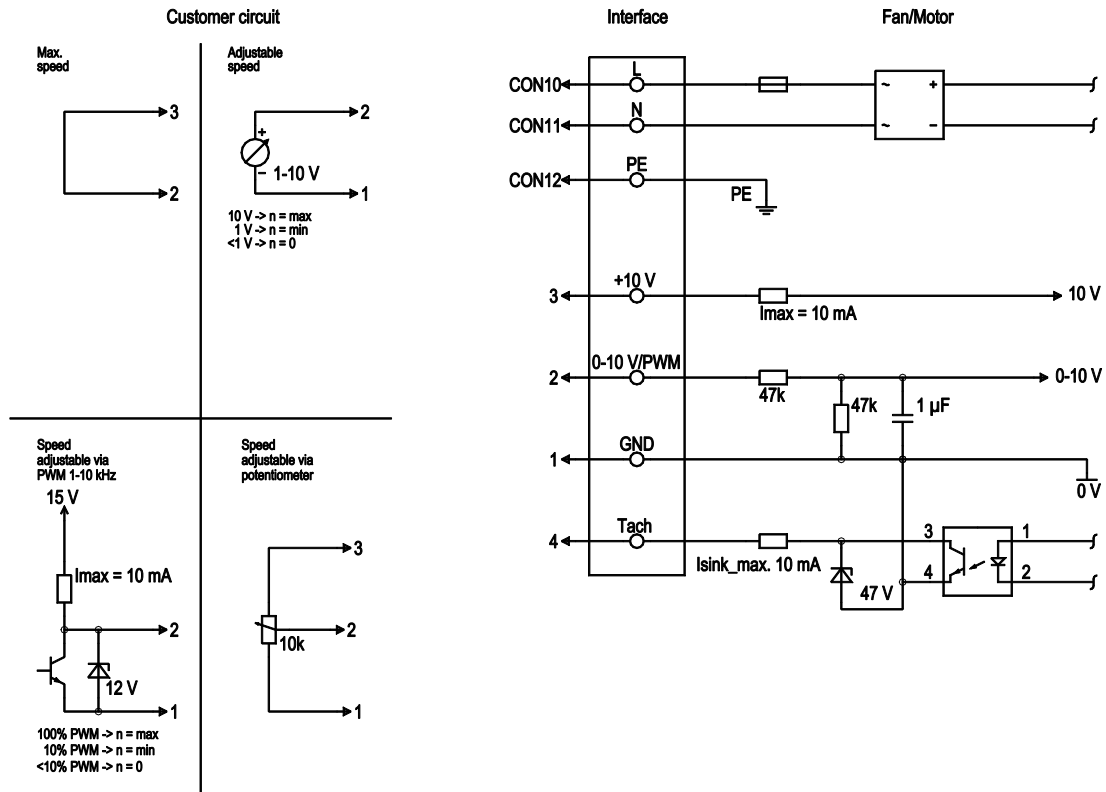 Customer circuit
Interface
Fan/Motor
Max.
speed
3
2
Adjustable
speed
2
+
–
1-10 V
1
10 V -> n = max
1 V -> n = min
<1 V -> n = 0
L
CON10
~
+
N
CON11
~
–
PE
CON12
PE
+10 V
3
10 V
Imax = 10 mA
0-10 V/PWM
2
0-10 V
47k
47k
1 µF
GND
1
0 V
Tach
4
3
1
Isink_max. 10 mA
4
2
47 V
Speed
adjustable via
PWM 1-10 kHz
15 V
Imax = 10 mA
2
12 V
1
100% PWM -> n = max
10% PWM -> n = min
<10% PWM -> n = 0
Speed
adjustable via
potentiometer
3
2
10k
1